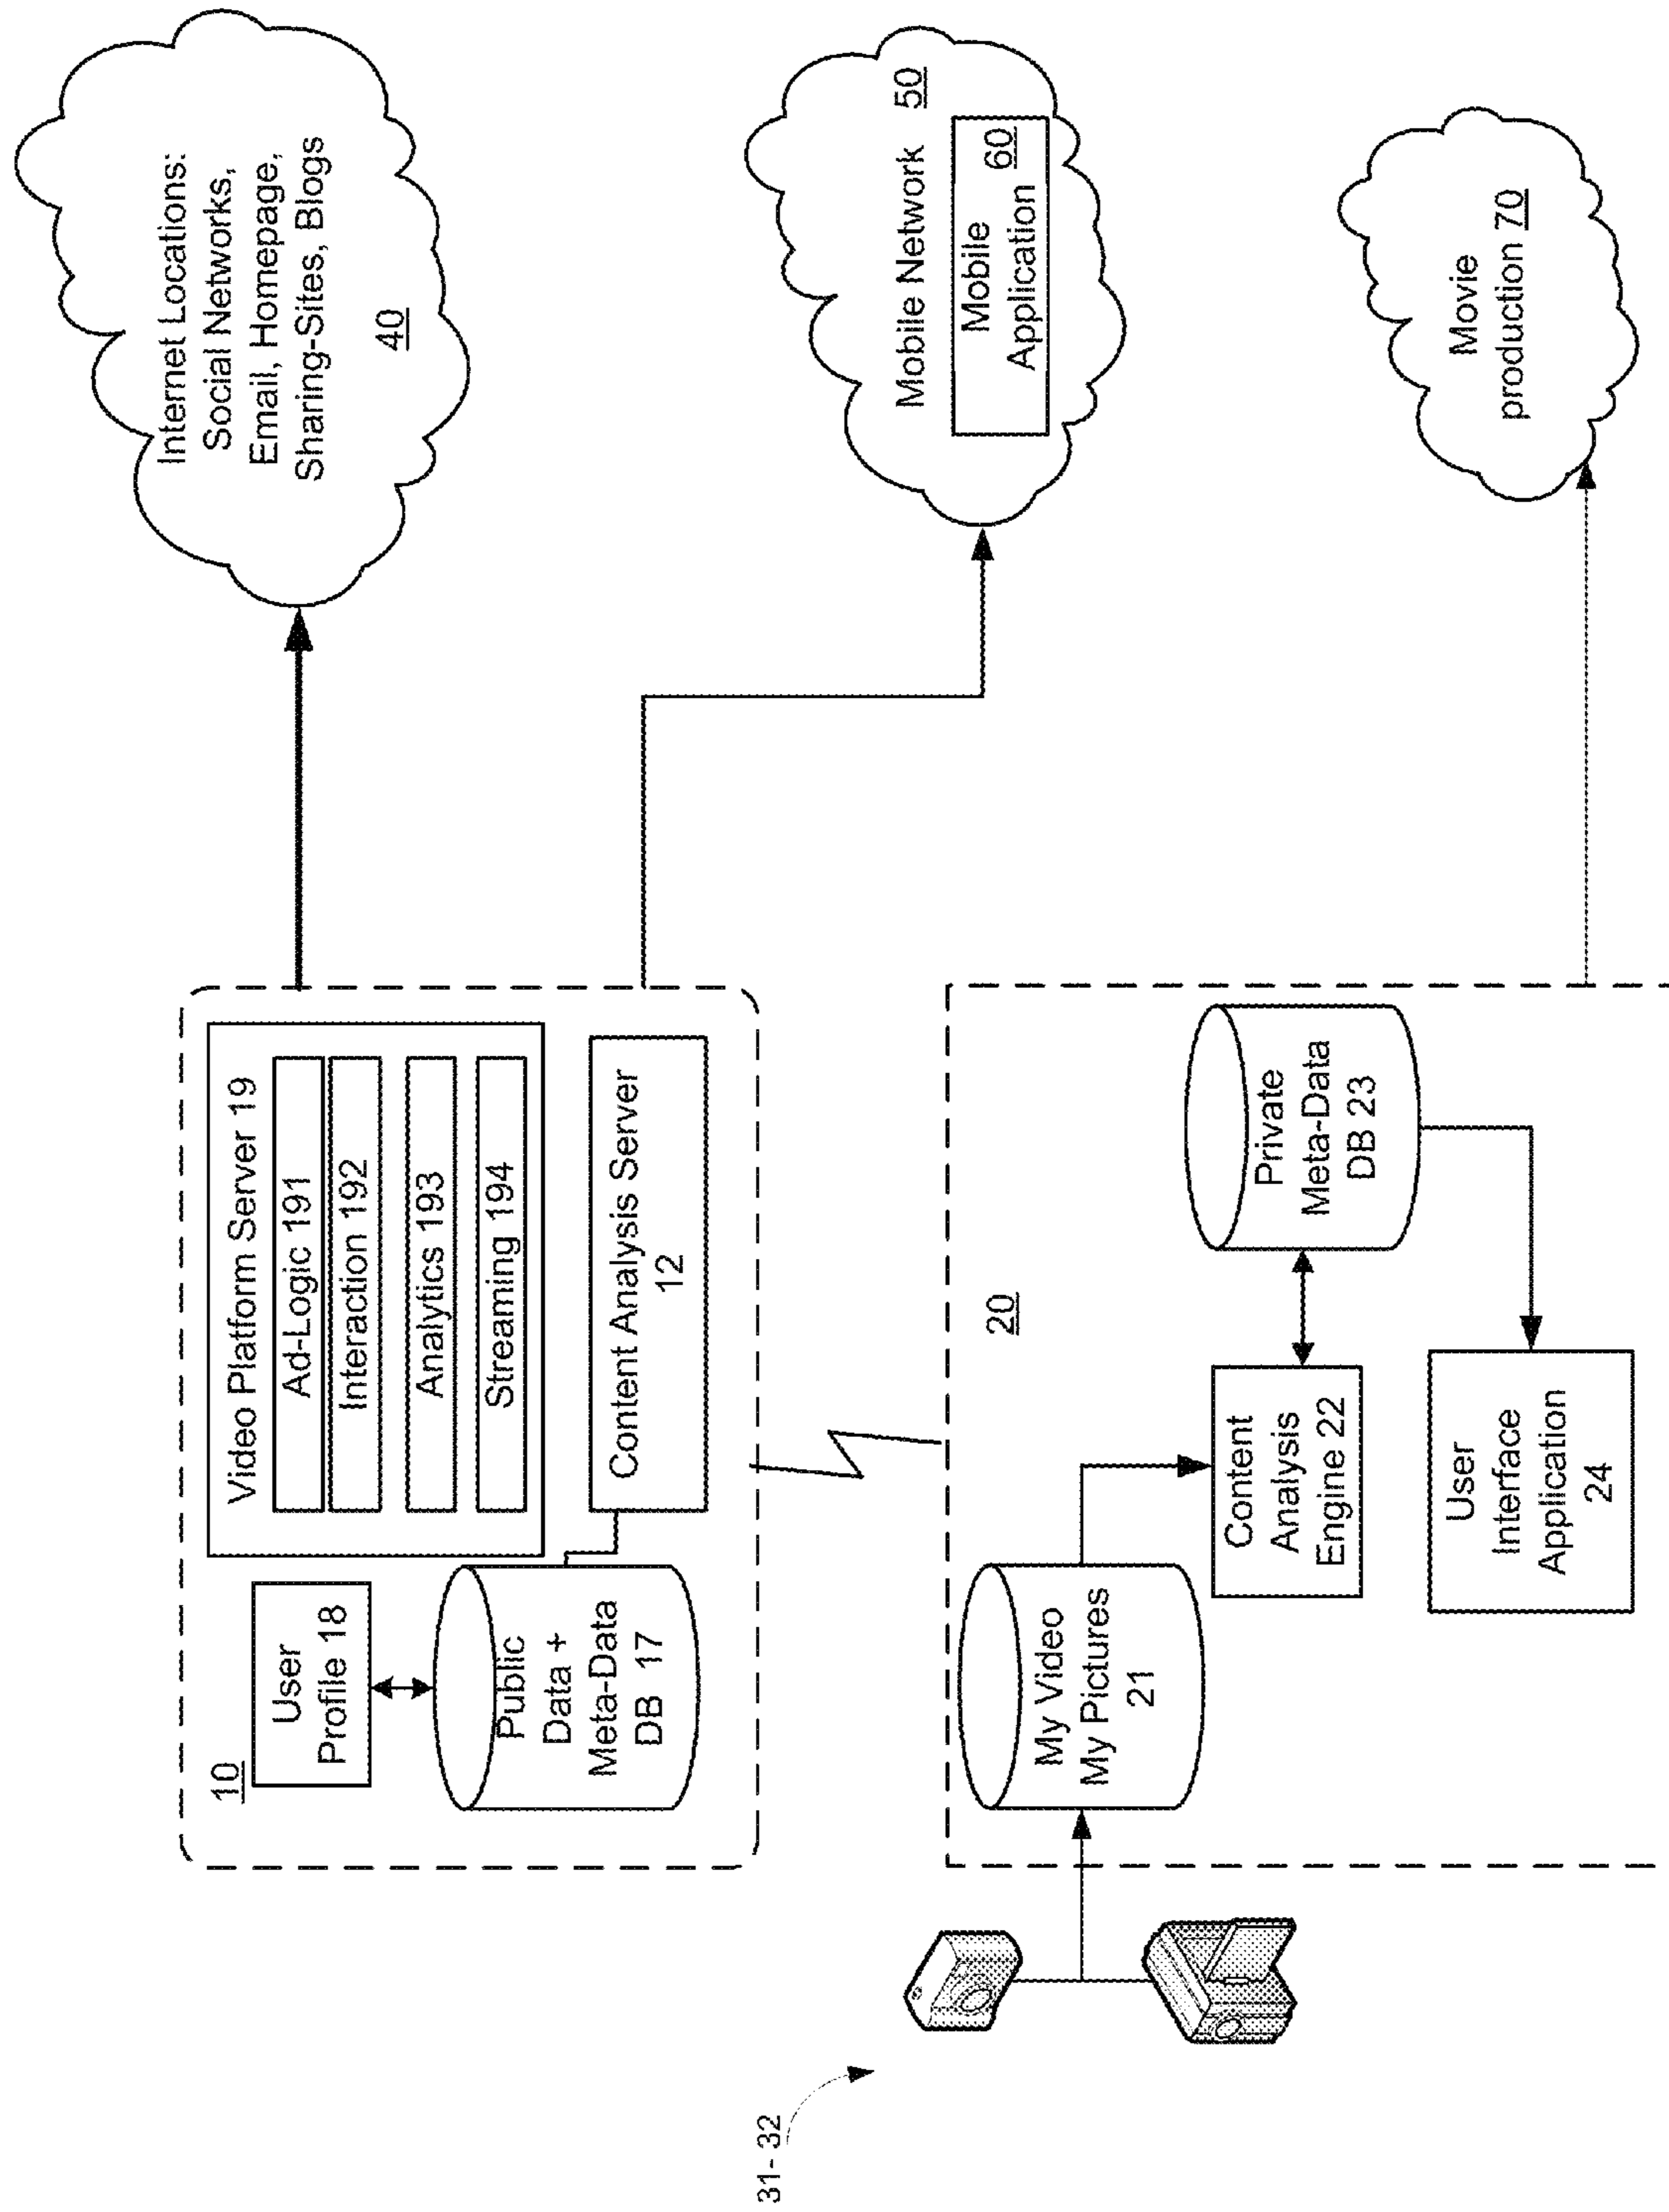 10
User
Profile 18
Public
Data +
Meta-Data
DB 17
Video Platform Server 19
Ad-Logic 191
Interaction 192
Analytics 193
Streaming 194
Content Analysis Server
12
Internet Locations:
Social Networks,
Email, Homepage,
Sharing-Sites, Blogs
40
Mobile Network 50
Mobile
Application 60
Movie
production 70
20
My Video
My Pictures
21
Content
Analysis
Engine 22
Private
Meta-Data
DB 23
User
Interface
Application
24
31- 32